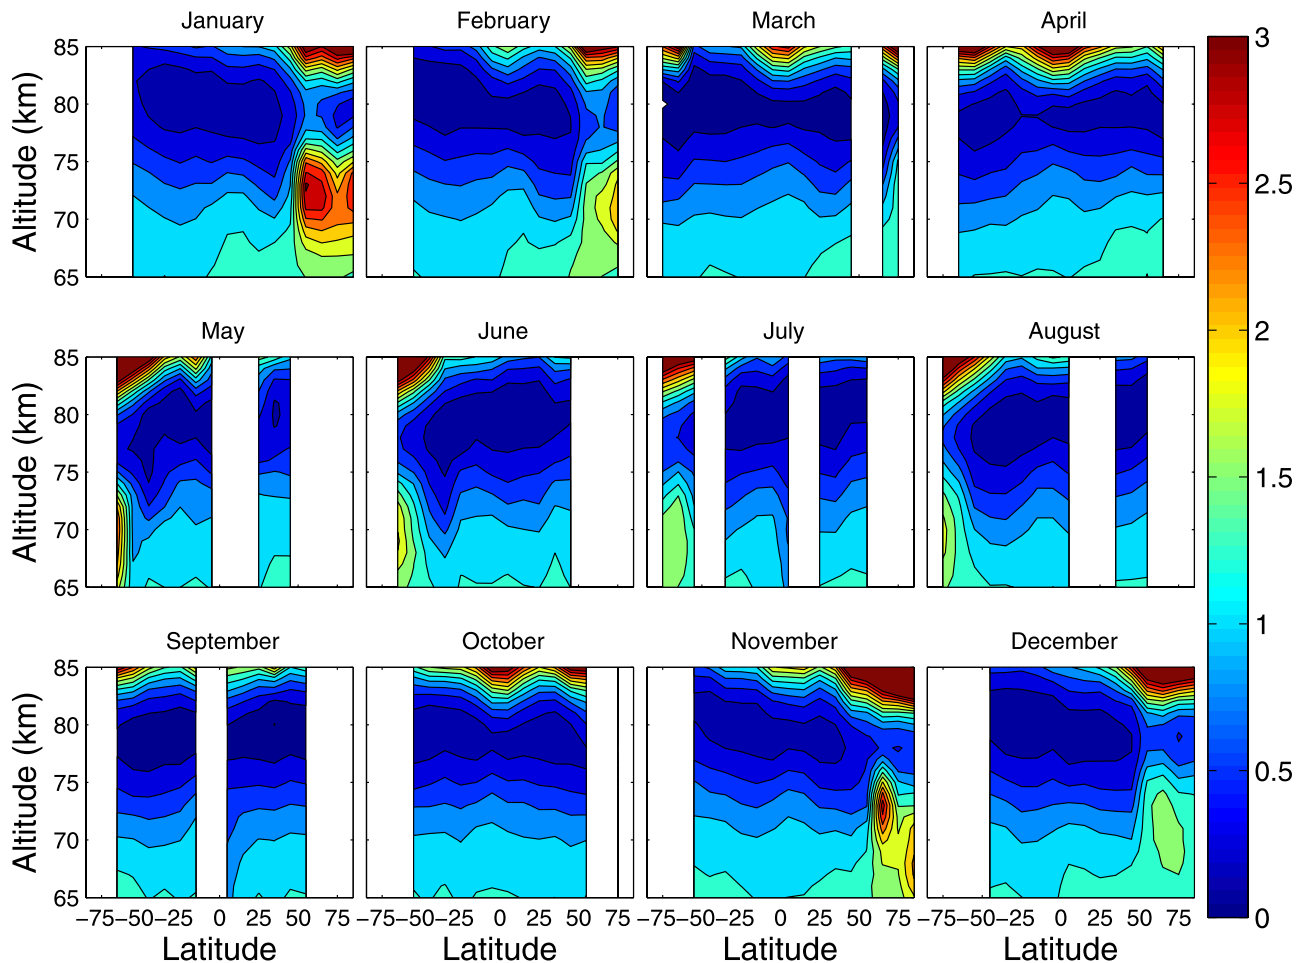 January February March April
85
80
75
70
65
Altitude (km)
3
2.5
2
1.5
1
0.5
0
May June July August
85
80
75
70
65
Altitude (km)
September October November December
85
80
75
70
65
Altitude (km)
−75 −50 −25 0 25 50 75 −75 −50 −25 0 25 50 75 −75 −50 −25 0 25 50 75 −75 −50 −25 0 25 50 75
Latitude Latitude Latitude Latitude